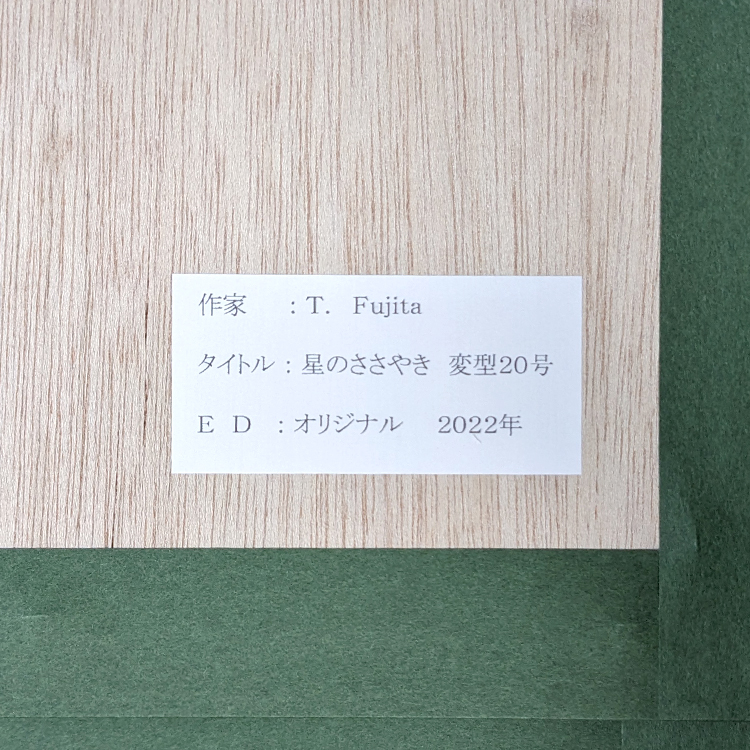 作家　　：Ｔ.　Fujita
タイトル：星のささやき　変型20号
Ｅ　Ｄ　：オリジナル　　2022年